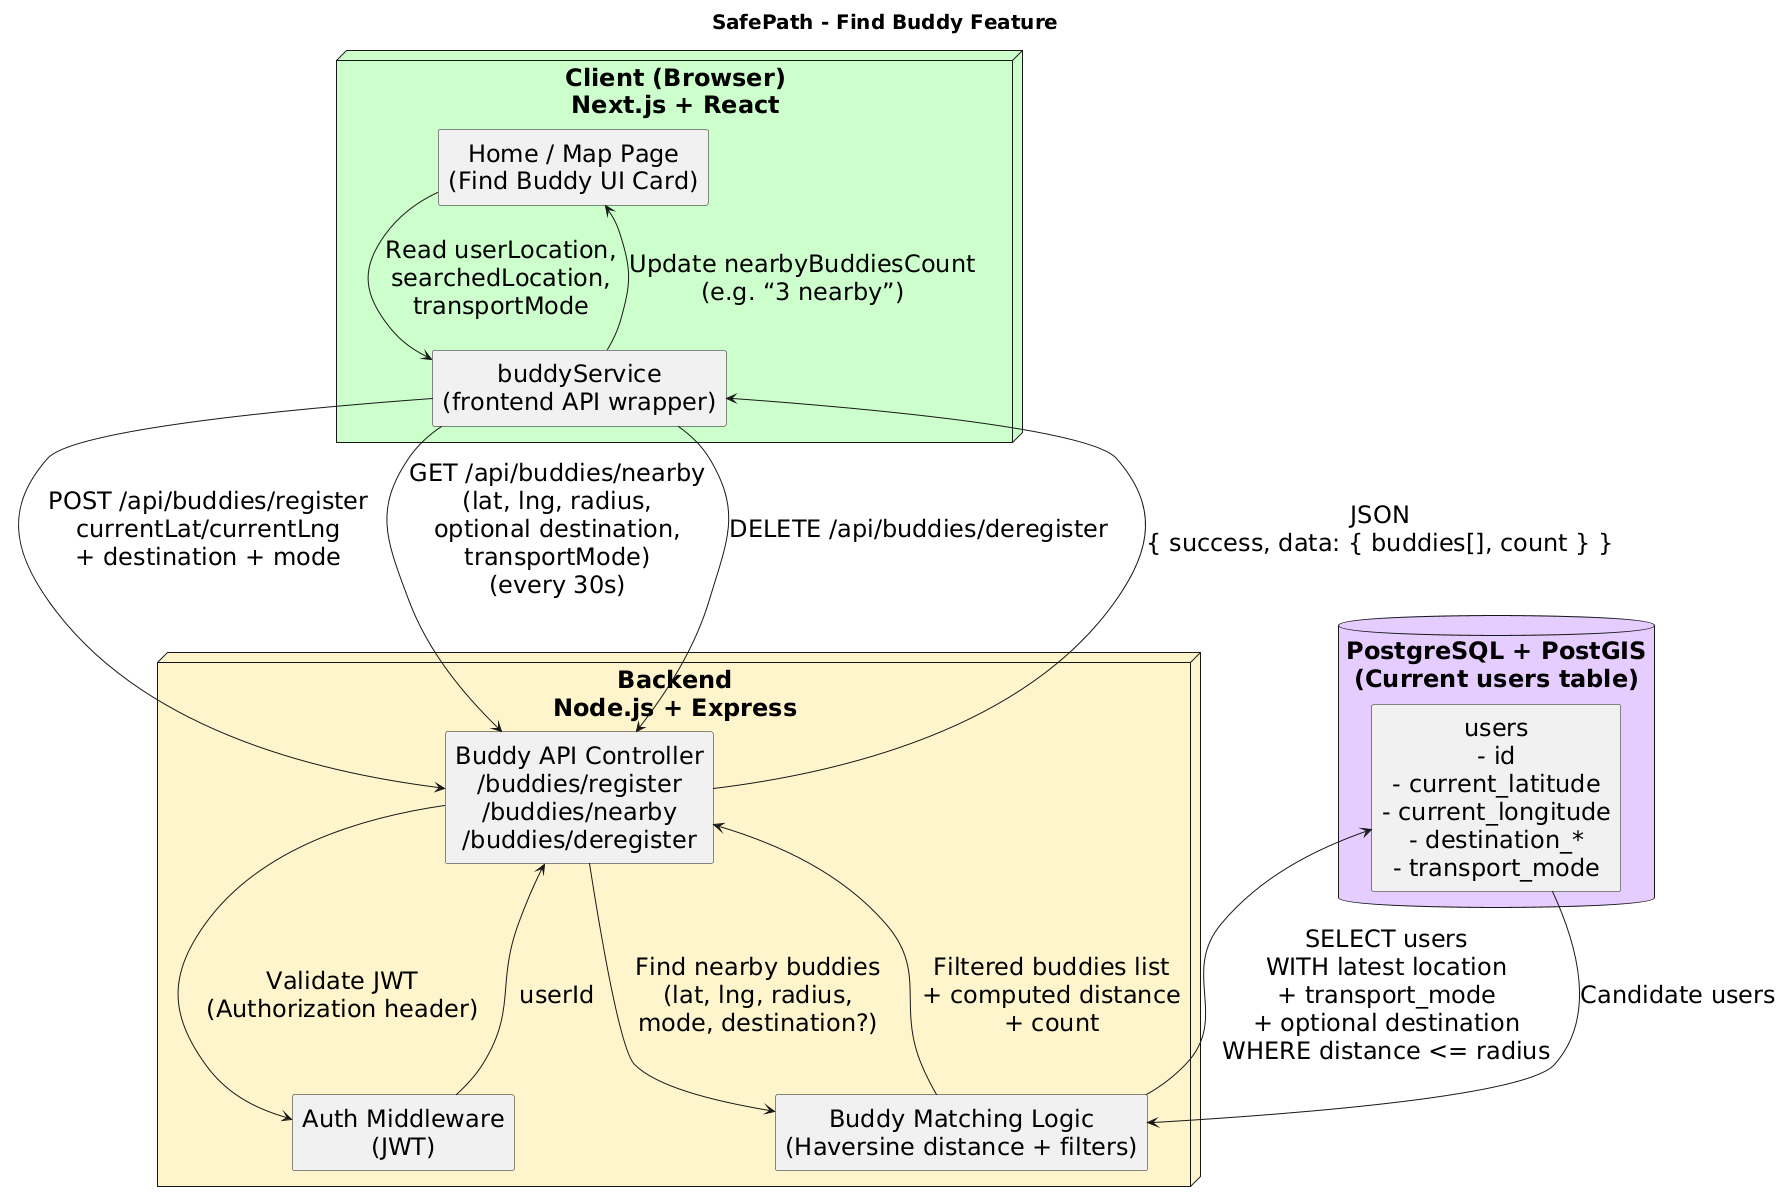 SafePath - Find Buddy Feature
Client (Browser)
Next.js + React
Home / Map Page
(Find Buddy UI Card)
Read userLocation,
searchedLocation,
transportMode
Update nearbyBuddiesCount
(e.g. “3 nearby”)
buddyService
(frontend API wrapper)
POST /api/buddies/register
currentLat/currentLng
+ destination + mode
GET /api/buddies/nearby
(lat, lng, radius,
optional destination,
transportMode)
(every 30s)
DELETE /api/buddies/deregister
JSON
{ success, data: { buddies[], count } }
Backend
Node.js + Express
Buddy API Controller
/buddies/register
/buddies/nearby
/buddies/deregister
PostgreSQL + PostGIS
(Current users table)
users
- id
- current_latitude
- current_longitude
- destination_*
- transport_mode
Validate JWT
(Authorization header)
userId
Find nearby buddies
(lat, lng, radius,
mode, destination?)
Filtered buddies list
+ computed distance
+ count
SELECT users
WITH latest location
+ transport_mode
+ optional destination
WHERE distance <= radius
Candidate users
Auth Middleware
(JWT)
Buddy Matching Logic
(Haversine distance + filters)